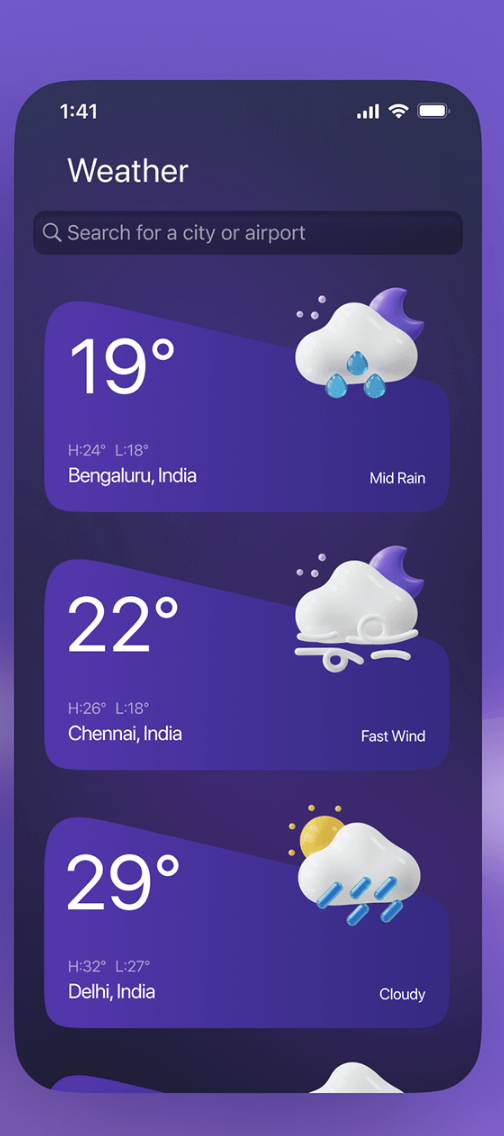 1:41
Weather
Search for a city or airport
19°
H:24° L:18°
Bengaluru, India
Mid Rain
22°
H:26° L:18°
Chennai, India
Fast Wind
29°
H:32° L:27°
Delhi, India
Cloudy